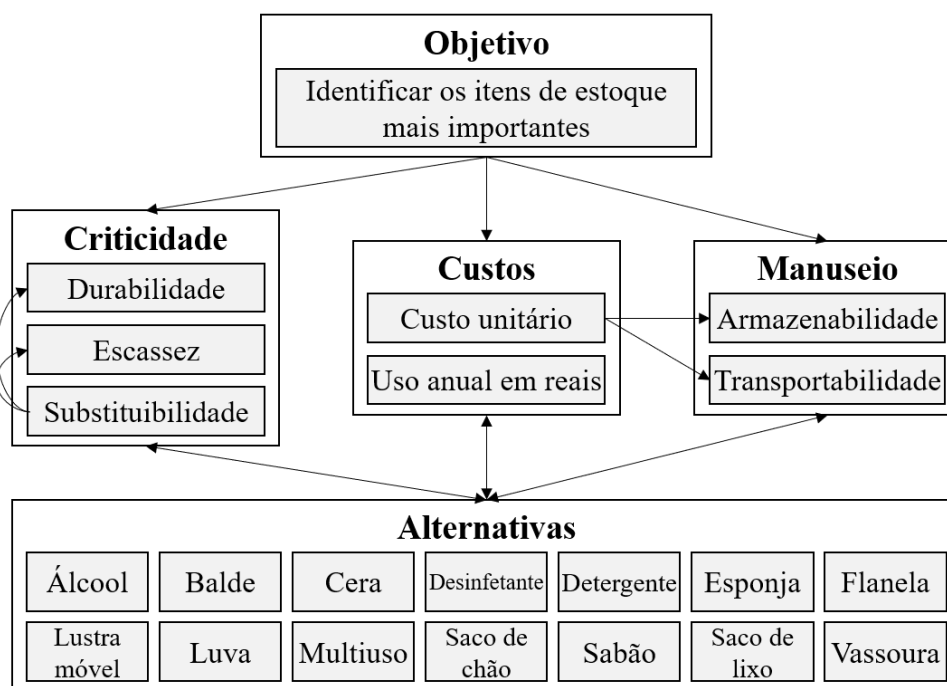 Objetivo
Identificar os itens de estoque
mais importantes
Criticidade
Durabilidade
Escassez
Substituibilidade
Custos
Custo unitário
Uso anual em reais
Manuseio
Armazenabilidade
Transportabilidade
Alternativas
Álcool
Balde
Cera
Desinfetante
Detergente
Esponja
Flanela
Lustra
móvel
Luva
Multiuso
Saco de
chão
Sabão
Saco de
lixo
Vassoura